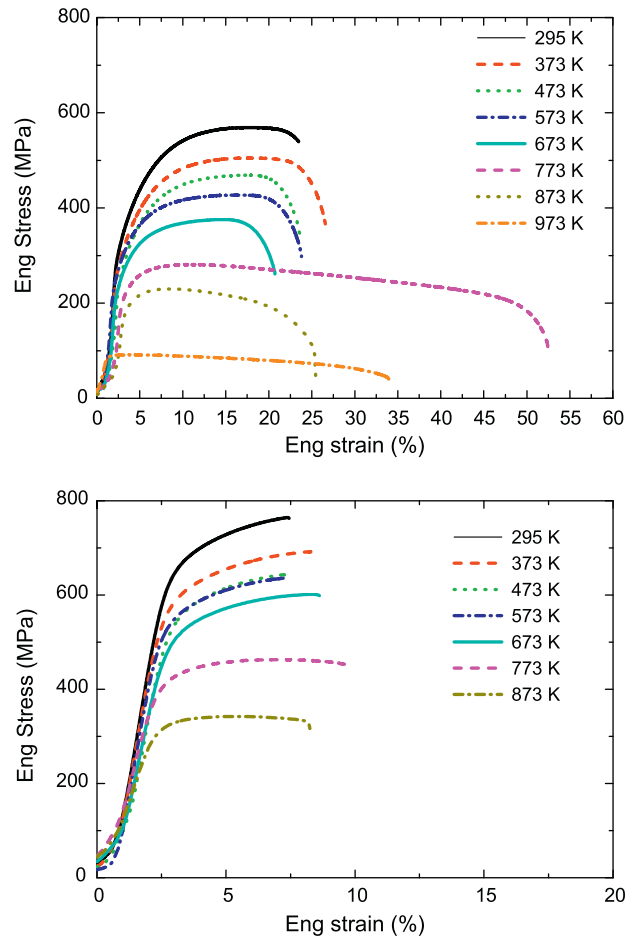 800
600
400
200
0
0 5 10 15 20 25 30 35 40 45 50 55 60
Eng Stress (MPa)
Eng strain (%)
295 K
373 K
473 K
573 K
673 K
773 K
873 K
973 K
800
600
400
200
0
0 5 10 15 20
Eng Stress (MPa)
Eng strain (%)
295 K
373 K
473 K
573 K
673 K
773 K
873 K